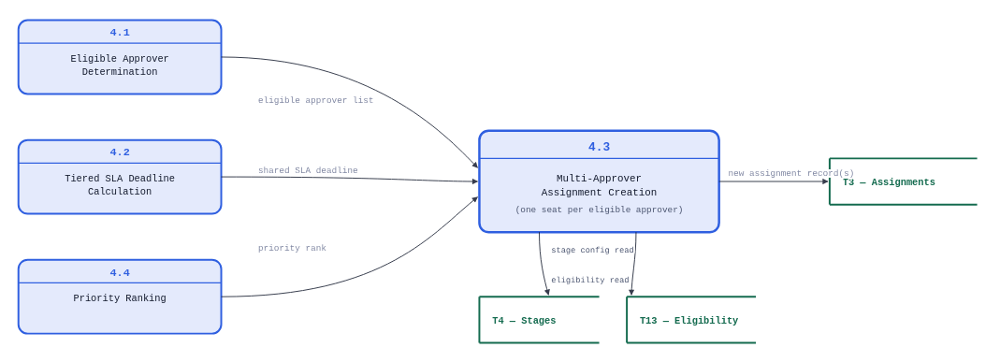 4.1
Eligible Approver
Determination
eligible approver list
4.2
Tiered SLA Deadline
Calculation
shared SLA deadline
4.4
Priority Ranking
priority rank
4.3
Multi-Approver
Assignment Creation
(one seat per eligible approver)
new assignment record(s)
T3 — Assignments
stage config read
eligibility read
T4 — Stages
T13 — Eligibility